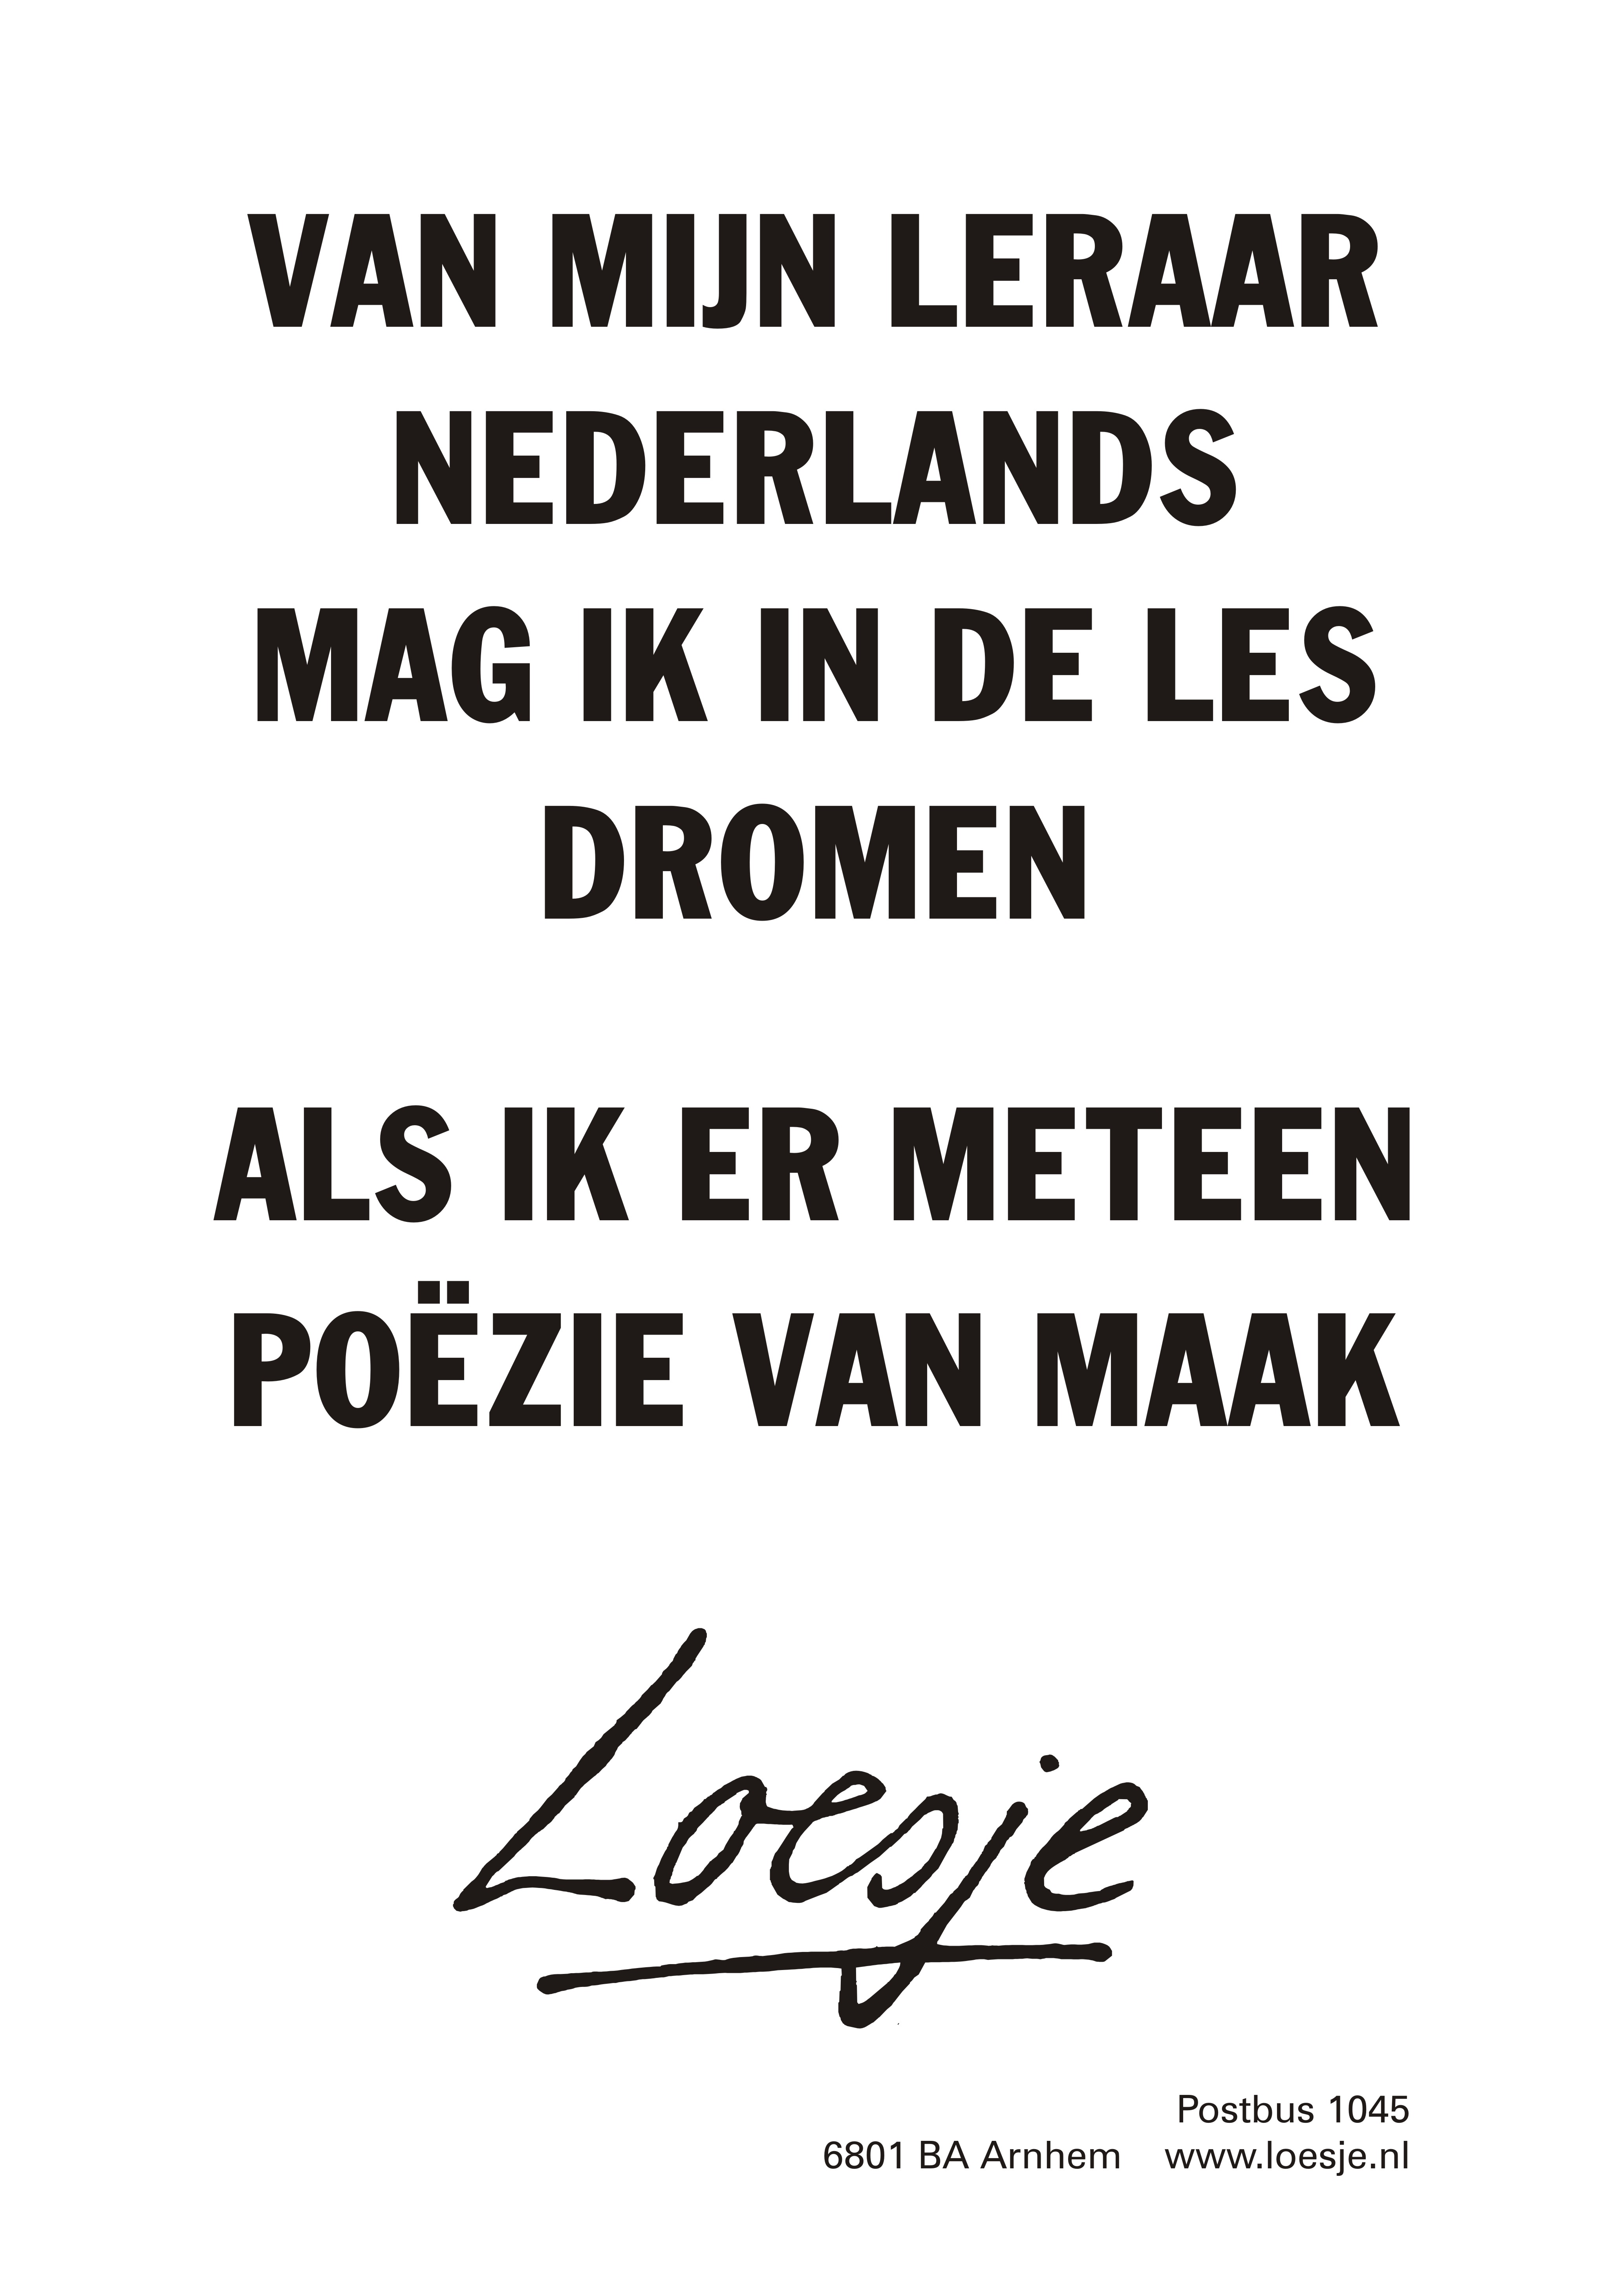 VAN MIJN LERAAR
NEDERLANDS
MAG IK IN DE LES
DROMEN
ALS IK ER METEEN
POËZIE VAN MAAK
Loesje
Postbus 1045
6801 BA Arnhem www.loesje.nl